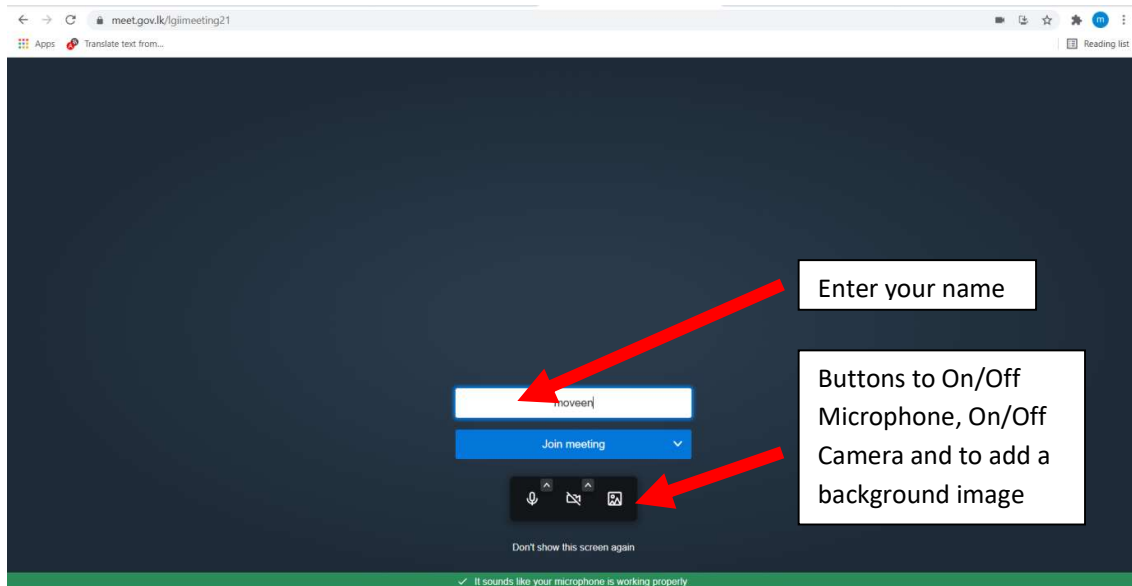 meet.gov.lk/lgiimeeting21
m
Apps
Translate text from...
Reading list
Enter your name
moveen
Join meeting
Buttons to On/Off
Microphone, On/Off
Camera and to add a
background image
Don't show this screen again
It sounds like your microphone is working properly